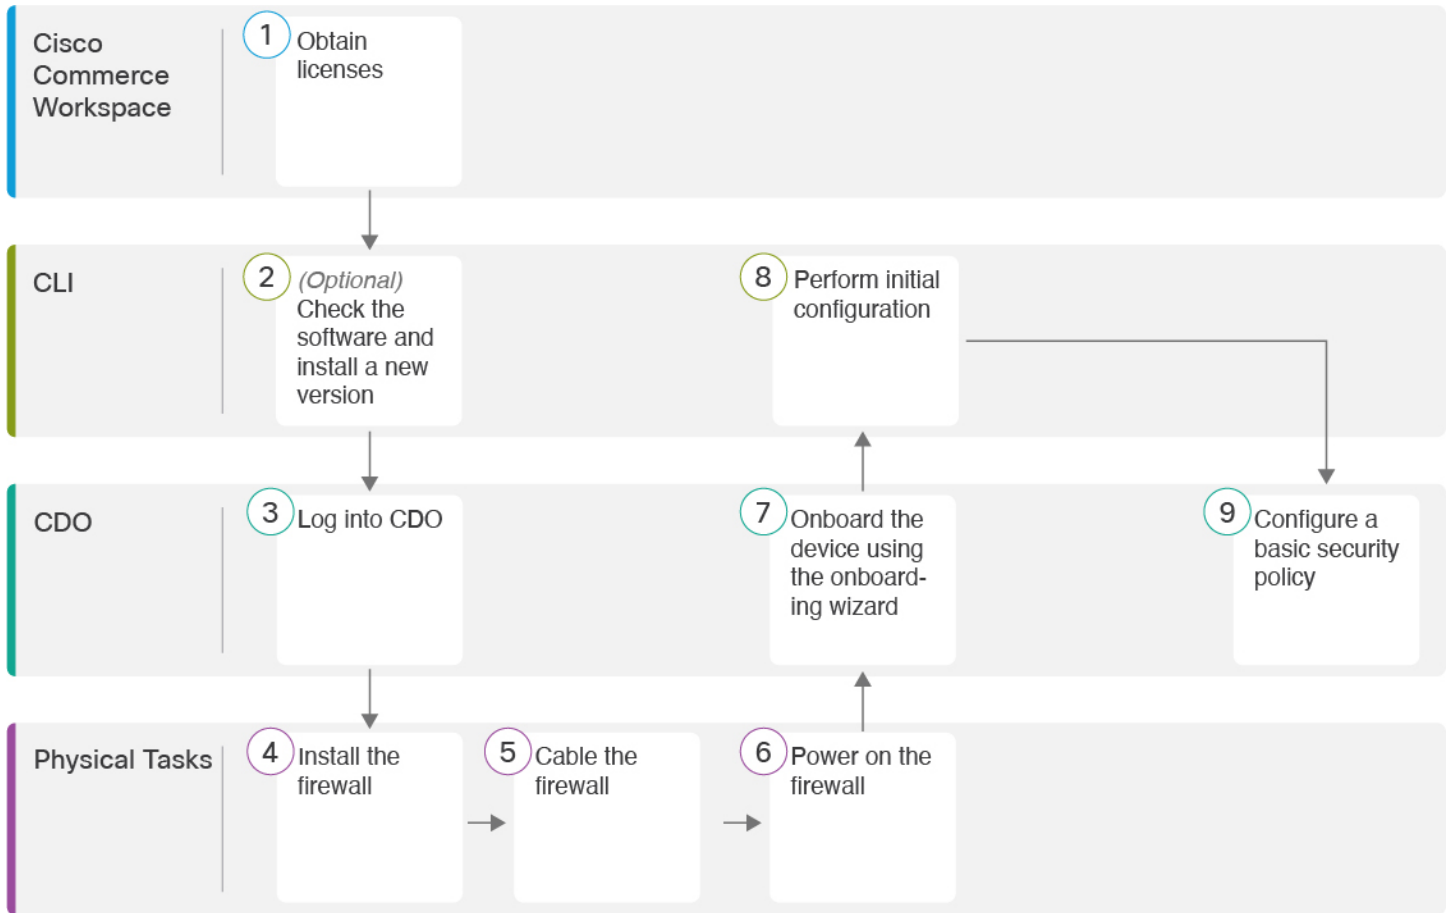 Cisco
Commerce
Workspace
1
Obtain
licenses
CLI
2
(Optional)
Check the
software and
install a new
version
8
Perform initial
configuration
CDO
3
Log into CDO
7
Onboard the
device using
the onboard-
ing wizard
9
Configure a
basic security
policy
Physical Tasks
4
Install the
firewall
5
Cable the
firewall
6
Power on the
firewall